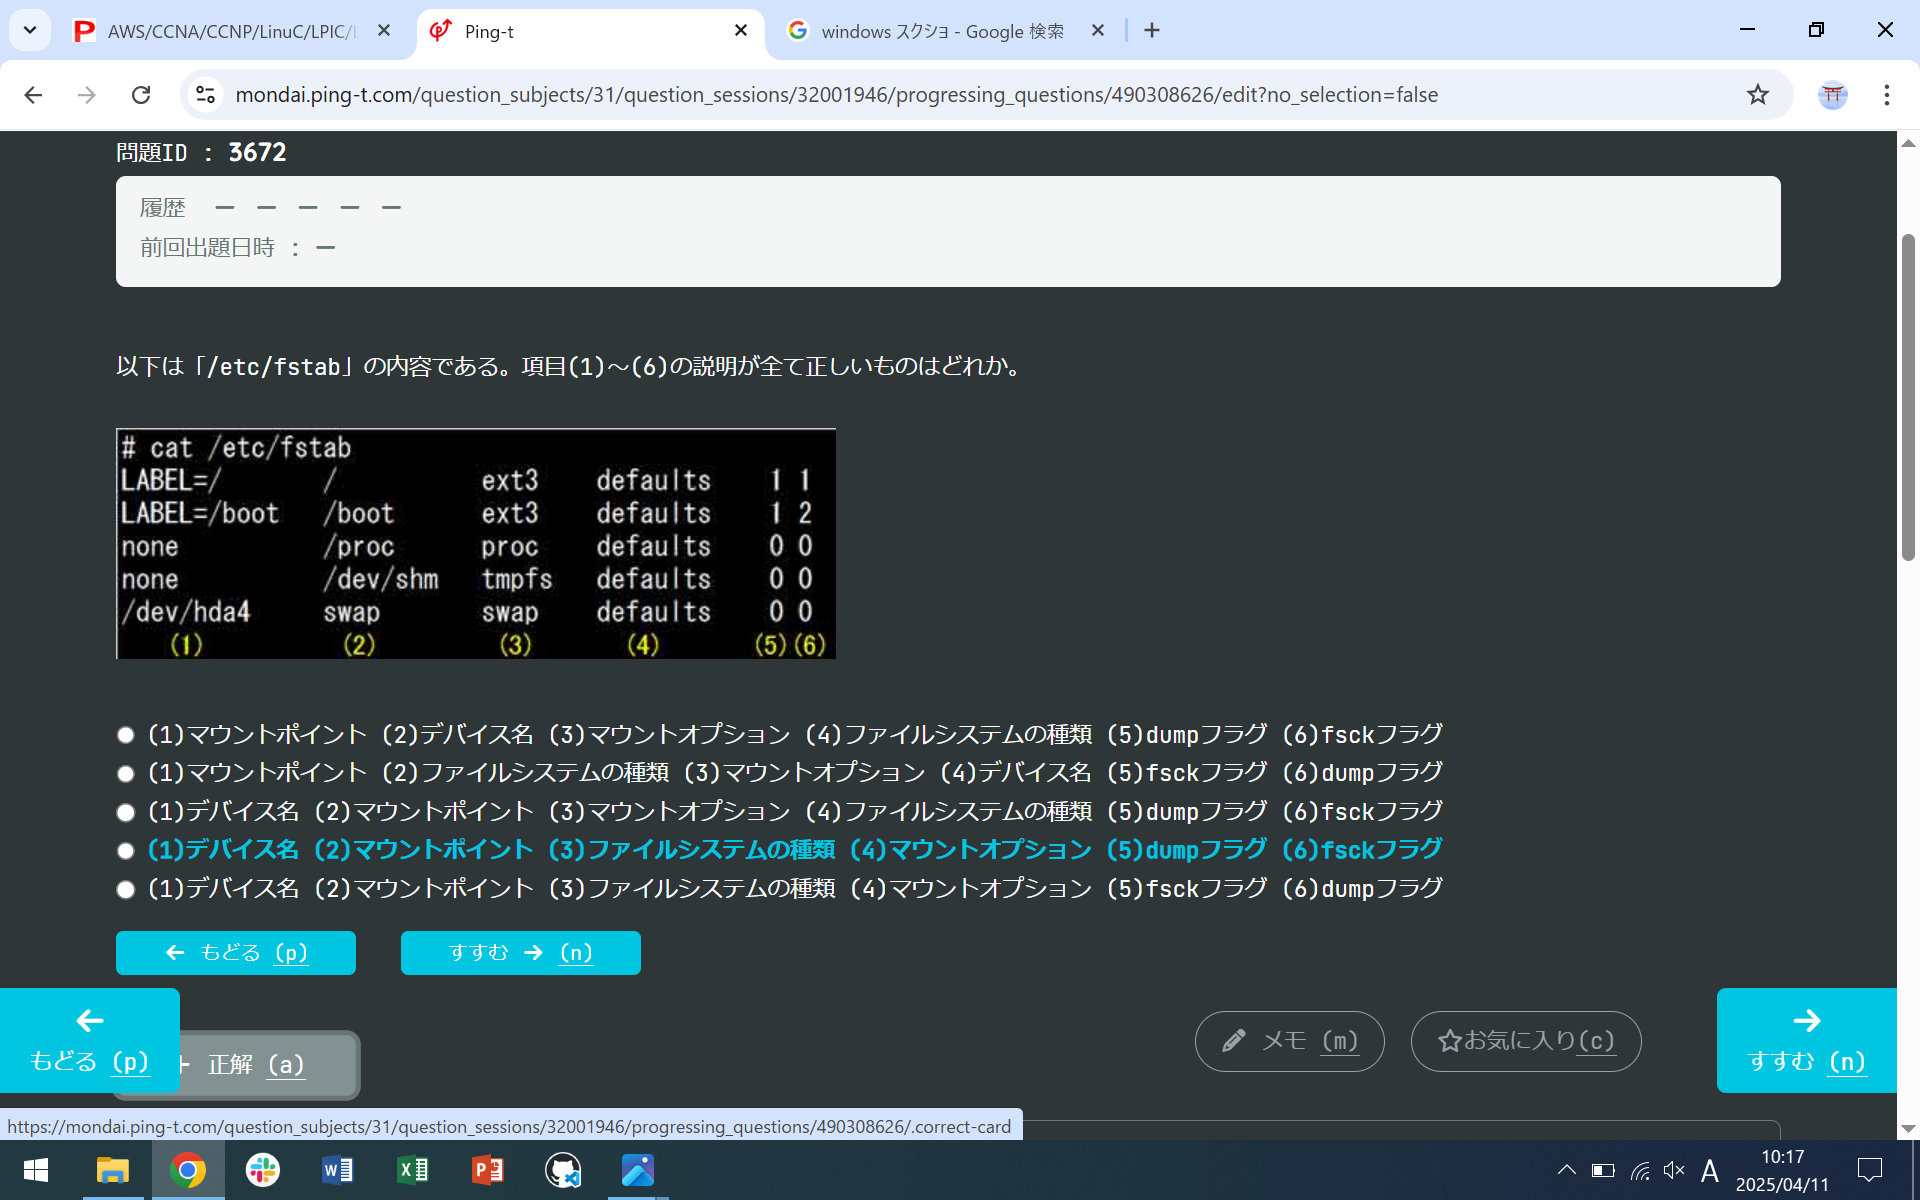 AWS/CCNA/CCNP/LinuC/LPIC/
Ping-t
windows スクショ - Google 検索
mondai.ping-t.com/question_subjects/31/question_sessions/32001946/progressing_questions/490308626/edit?no_selection=false
問題ID : 3672
履歴 ー ー ー ー ー
前回出題日時 : ー
以下は「/etc/fstab」の内容である。項目(1)～(6)の説明が全て正しいものはどれか。
# cat /etc/fstab
LABEL=/ / ext3 defaults 1 1
LABEL=/boot /boot ext3 defaults 1 2
none /proc proc defaults 0 0
none /dev/shm tmpfs defaults 0 0
/dev/hda4 swap swap defaults 0 0
(1) (2) (3) (4) (5) (6)
(1)マウントポイント (2)デバイス名 (3)マウントオプション (4)ファイルシステムの種類 (5)dumpフラグ (6)fsckフラグ
(1)マウントポイント (2)ファイルシステムの種類 (3)マウントオプション (4)デバイス名 (5)fsckフラグ (6)dumpフラグ
(1)デバイス名 (2)マウントポイント (3)マウントオプション (4)ファイルシステムの種類 (5)dumpフラグ (6)fsckフラグ
(1)デバイス名 (2)マウントポイント (3)ファイルシステムの種類 (4)マウントオプション (5)dumpフラグ (6)fsckフラグ
(1)デバイス名 (2)マウントポイント (3)ファイルシステムの種類 (4)マウントオプション (5)fsckフラグ (6)dumpフラグ
← もどる (p) すすむ → (n)
← もどる (p)
正解 (a)
メモ (m)
☆お気に入り(c)
→ すすむ (n)
https://mondai.ping-t.com/question_subjects/31/question_sessions/32001946/progressing_questions/490308626/.correct-card
A
10:17
2025/04/11